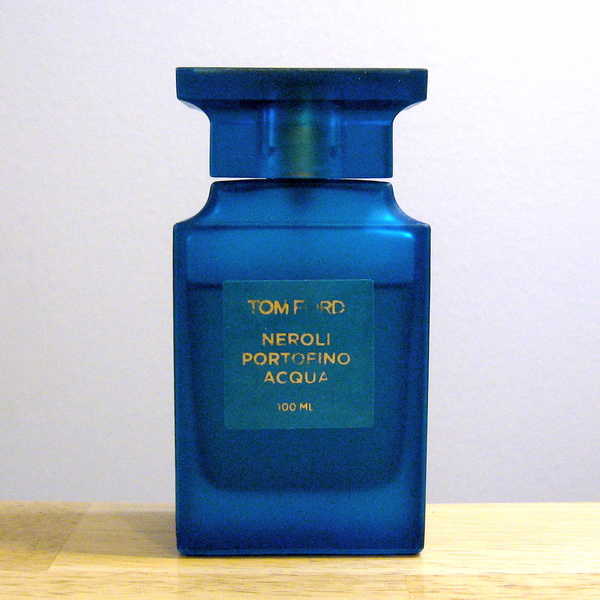 TOM FORD
NEROLI
PORTOFINO
ACQUA
100 ML